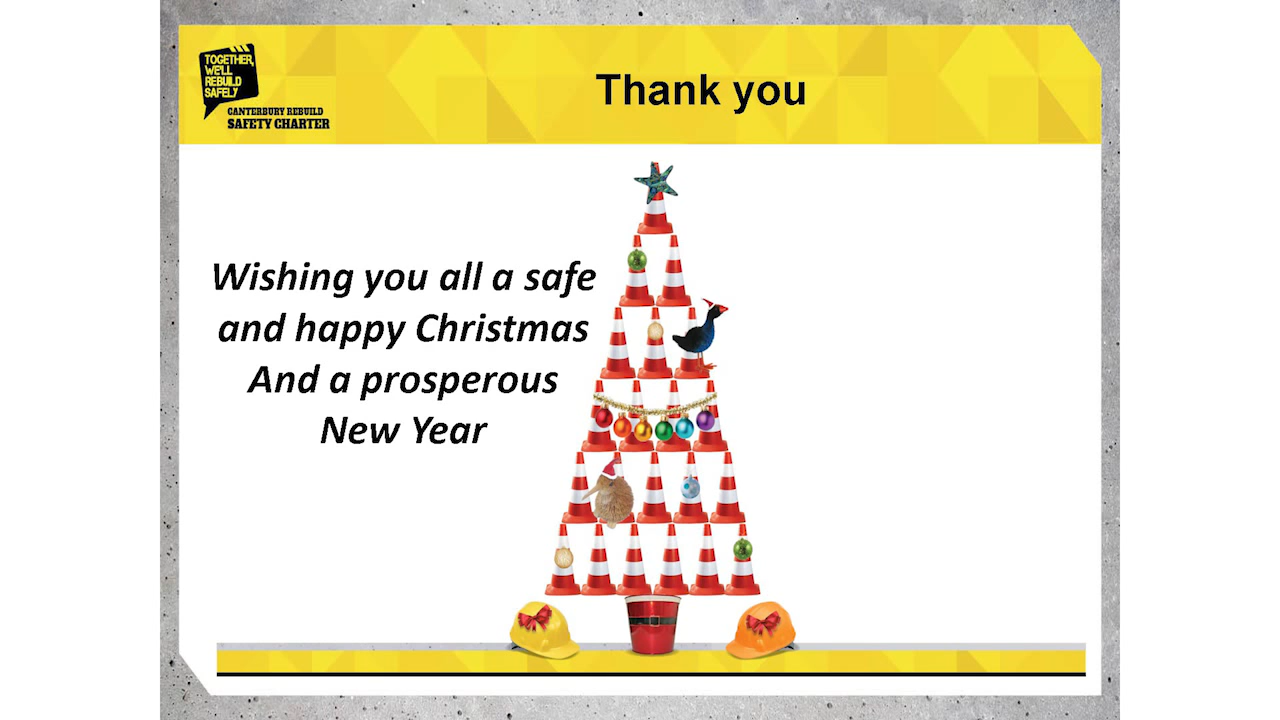 TOGETHER,
WE'LL
REBUILD
SAFELY
CANTERBURY REBUILD
SAFETY CHARTER
Thank you
Wishing you all a safe
and happy Christmas
And a prosperous
New Year